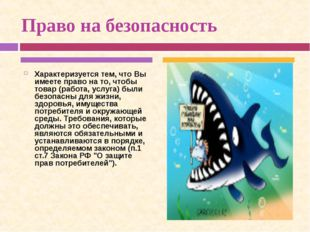 Право на безопасность
Характеризуется тем, что Вы
имеете право на то, чтобы
товар (работа, услуга) были
безопасны для жизни,
здоровья, имущества
потребителя и окружающей
среды. Требования, которые
должны это обеспечивать,
являются обязательными и
устанавливаются в порядке,
определяемом законом (п.1
ст.7 Закона РФ "О защите
прав потребителей").